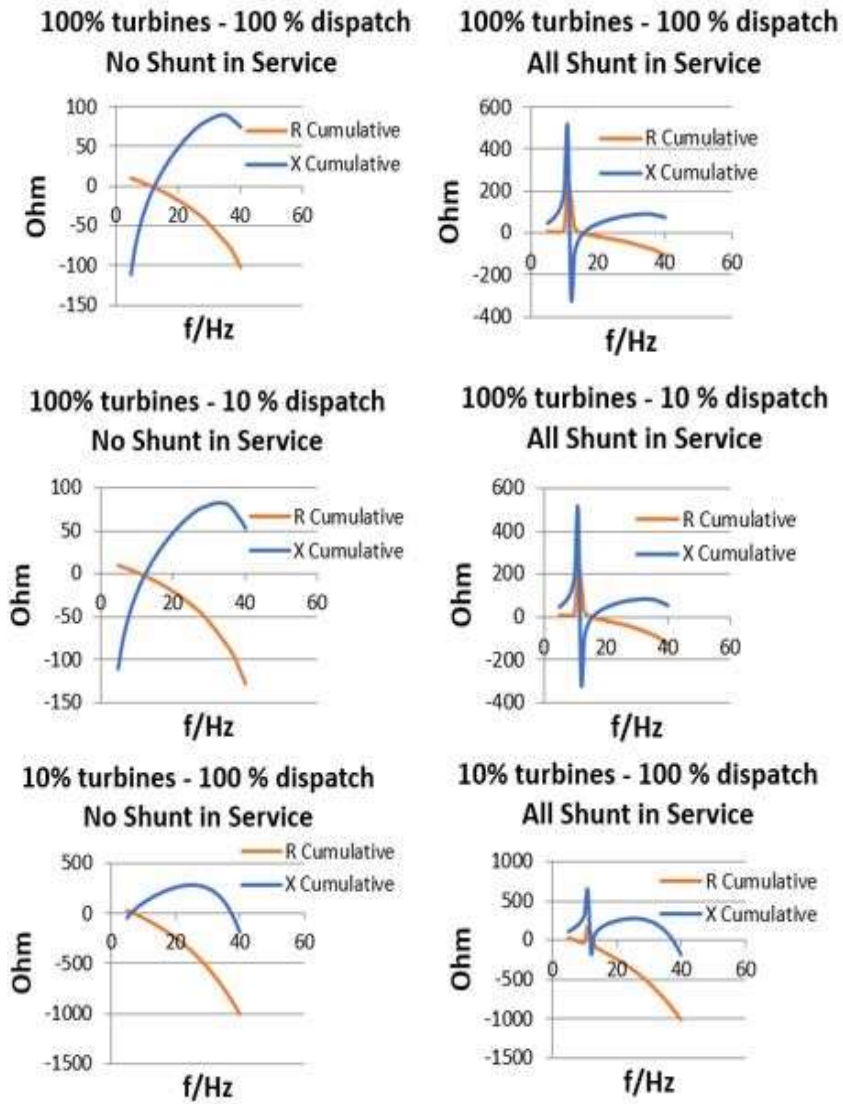 100% turbines - 100 % dispatch
No Shunt in Service
100
50
0
-50
-100
-150
0
20
40
60
R Cumulative
X Cumulative
Ohm
f/Hz
100% turbines - 100 % dispatch
All Shunt in Service
600
400
200
0
-200
-400
0
20
40
60
R Cumulative
X Cumulative
Ohm
f/Hz
100% turbines - 10 % dispatch
No Shunt in Service
100
50
0
-50
-100
-150
0
20
40
60
R Cumulative
X Cumulative
Ohm
f/Hz
100% turbines - 10 % dispatch
All Shunt in Service
600
400
200
0
-200
-400
0
20
40
60
R Cumulative
X Cumulative
Ohm
f/Hz
10% turbines - 100 % dispatch
No Shunt in Service
500
0
-500
-1000
-1500
0
20
40
60
R Cumulative
X Cumulative
Ohm
f/Hz
10% turbines - 100 % dispatch
All Shunt in Service
1000
500
0
-500
-1000
-1500
0
20
40
60
R Cumulative
X Cumulative
Ohm
f/Hz